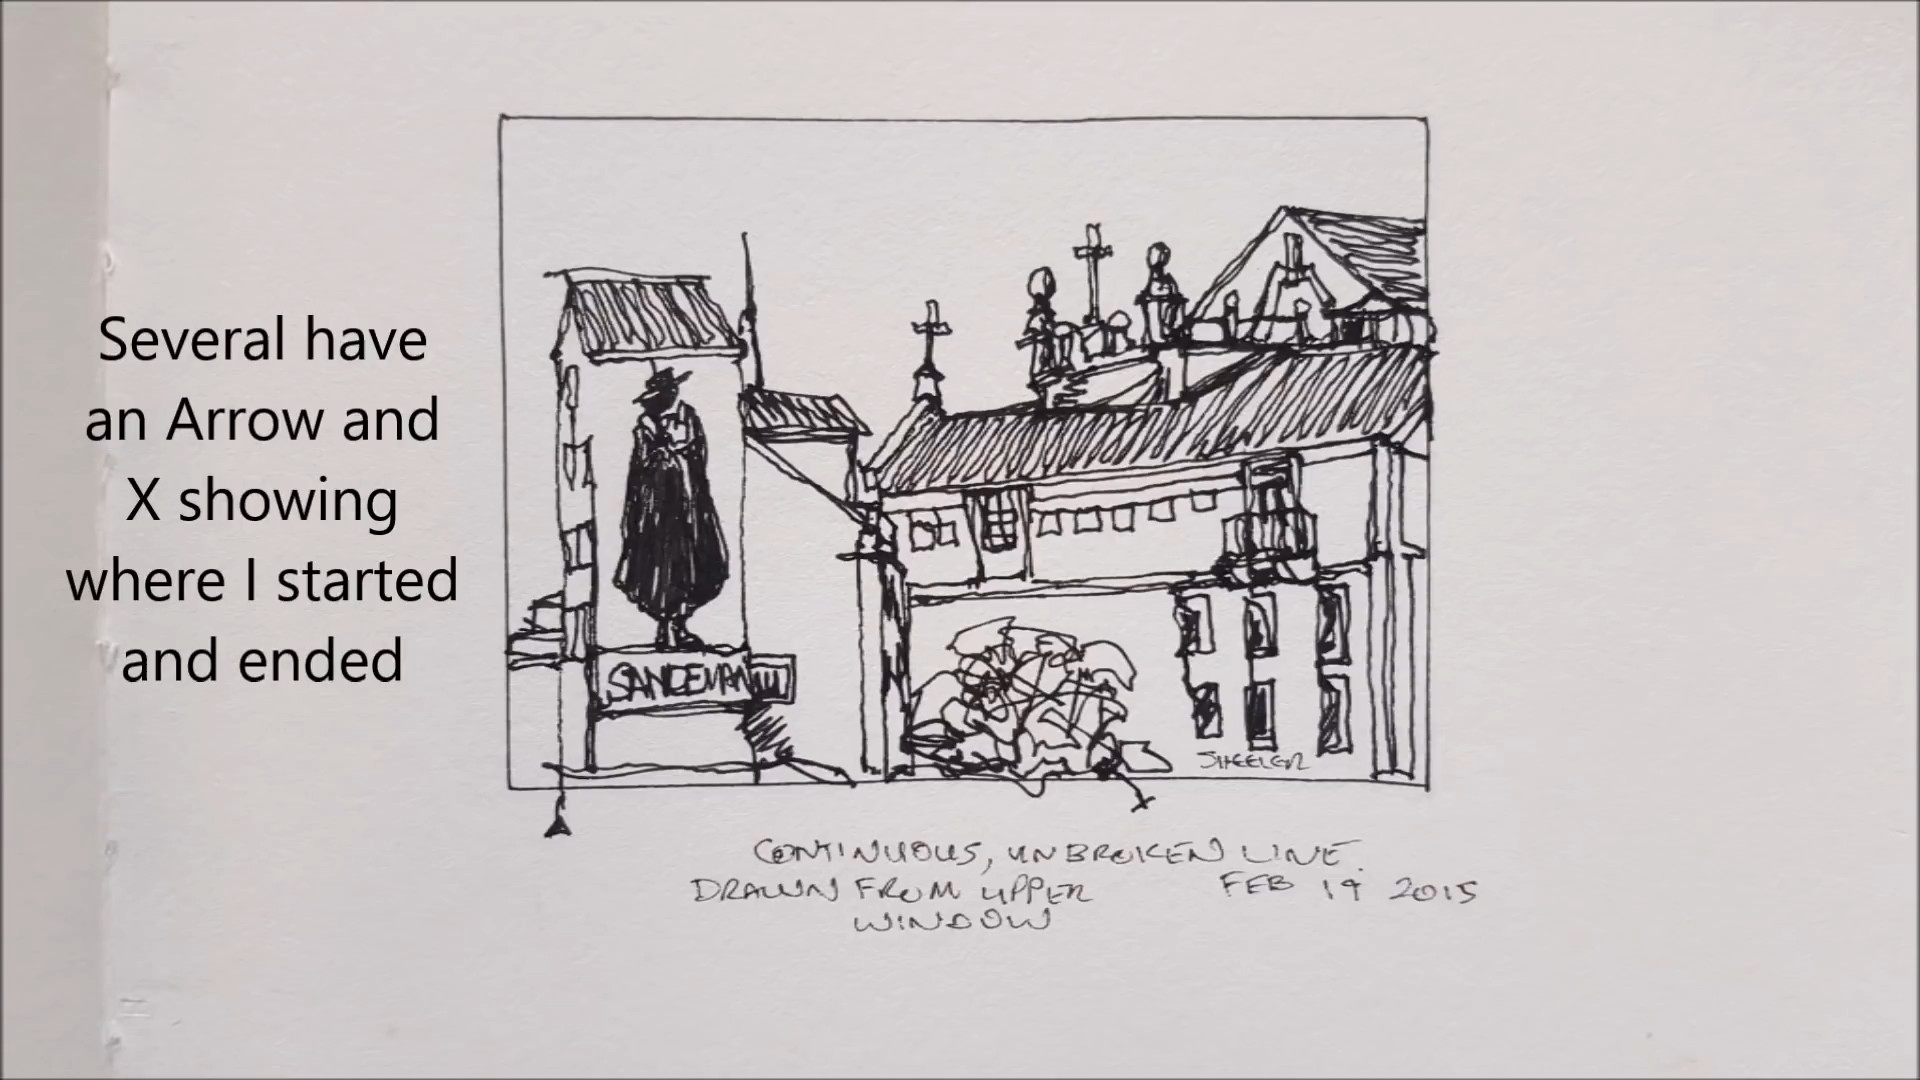 Several have
an Arrow and
X showing
where I started
and ended
SANDEMAN
SHEELER
CONTINUOUS, UNBROKEN LINE.
DRAWN FROM UPPER FEB 19 2015
WINDOW